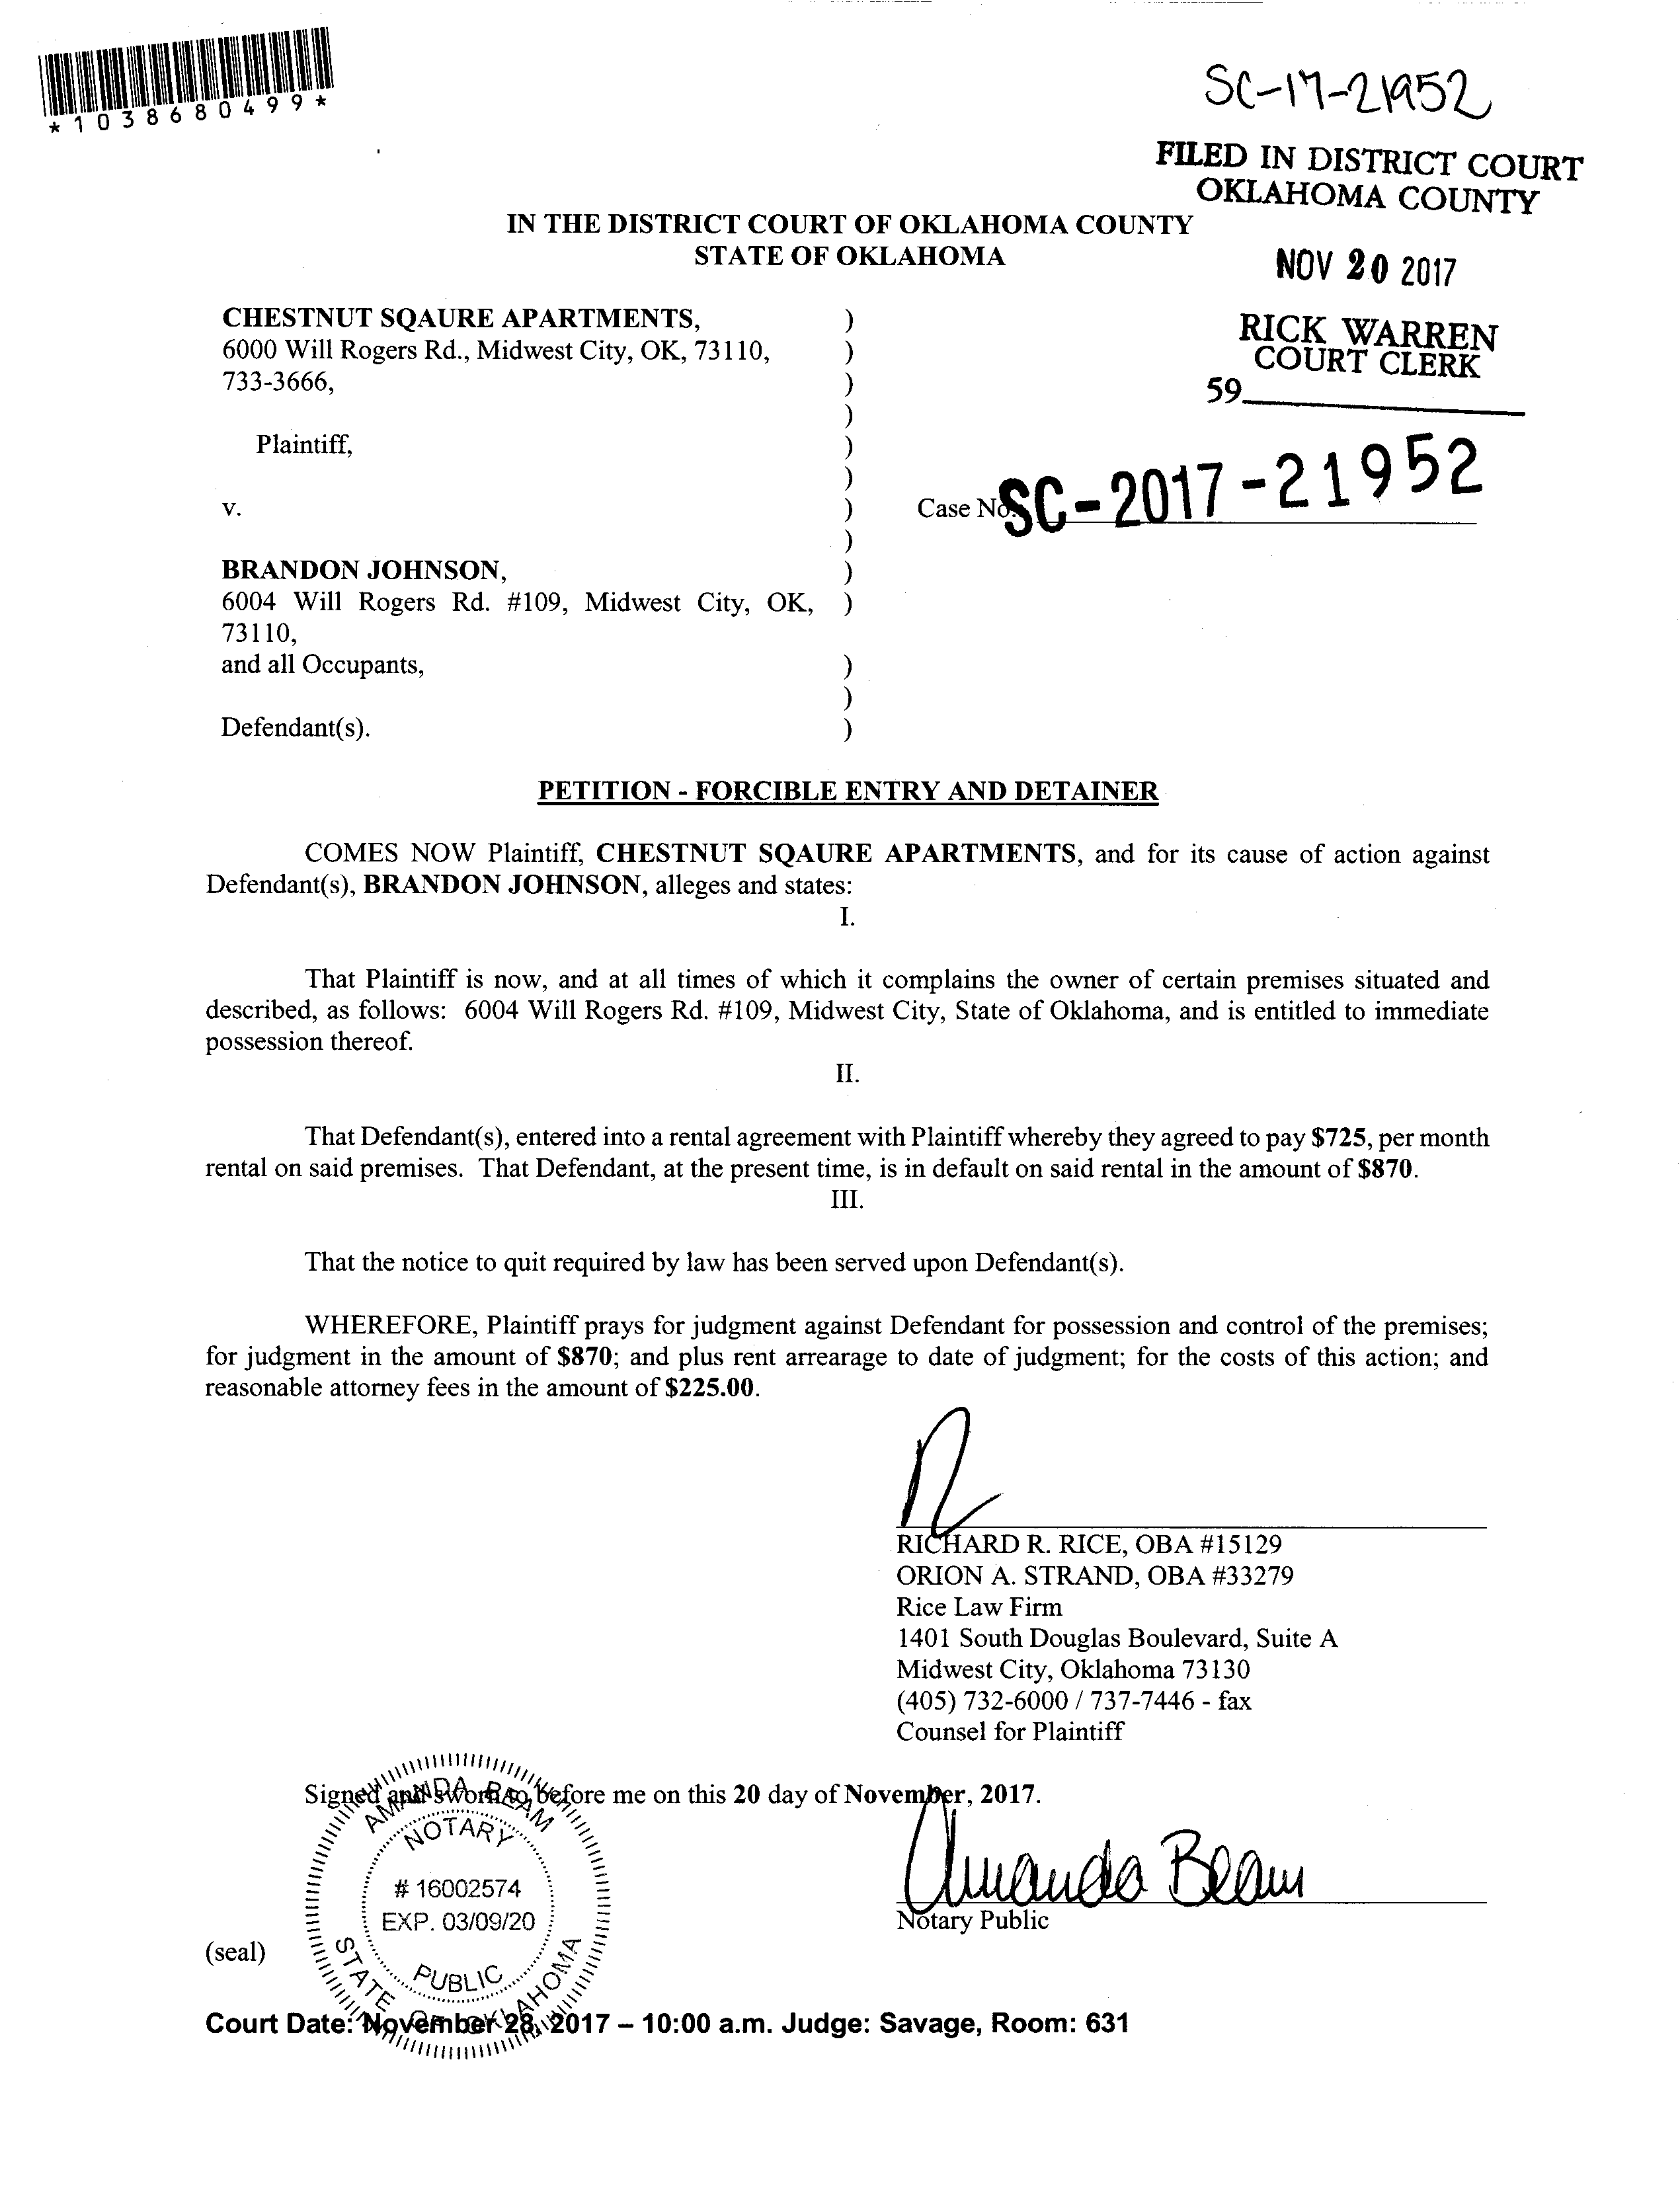 *1038680499*
SC-17-21952
FILED IN DISTRICT COURT
OKLAHOMA COUNTY
IN THE DISTRICT COURT OF OKLAHOMA COUNTY
STATE OF OKLAHOMA
NOV 20 2017
RICK WARREN
COURT CLERK
59
CHESTNUT SQAURE APARTMENTS, )
6000 Will Rogers Rd., Midwest City, OK, 73110, )
733-3666, )
)
Plaintiff, )
)
v. ) Case No. SC-2017-21952
)
BRANDON JOHNSON, )
6004 Will Rogers Rd. #109, Midwest City, OK, )
73110,
and all Occupants, )
)
Defendant(s). )
PETITION - FORCIBLE ENTRY AND DETAINER
COMES NOW Plaintiff, CHESTNUT SQAURE APARTMENTS, and for its cause of action against
Defendant(s), BRANDON JOHNSON, alleges and states:
I.
That Plaintiff is now, and at all times of which it complains the owner of certain premises situated and
described, as follows: 6004 Will Rogers Rd. #109, Midwest City, State of Oklahoma, and is entitled to immediate
possession thereof.
II.
That Defendant(s), entered into a rental agreement with Plaintiff whereby they agreed to pay $725, per month
rental on said premises. That Defendant, at the present time, is in default on said rental in the amount of $870.
III.
That the notice to quit required by law has been served upon Defendant(s).
WHEREFORE, Plaintiff prays for judgment against Defendant for possession and control of the premises;
for judgment in the amount of $870; and plus rent arrearage to date of judgment; for the costs of this action; and
reasonable attorney fees in the amount of $225.00.
RICHARD R. RICE, OBA #15129
ORION A. STRAND, OBA #33279
Rice Law Firm
1401 South Douglas Boulevard, Suite A
Midwest City, Oklahoma 73130
(405) 732-6000 / 737-7446 - fax
Counsel for Plaintiff
Signed and sworn to before me on this 20 day of November, 2017.
AMANDA BEAM
NOTARY
# 16002574
EXP. 03/09/20
PUBLIC
STATE OF OKLAHOMA
Amanda Beam
Notary Public
(seal)
Court Date: November 28, 2017 – 10:00 a.m. Judge: Savage, Room: 631